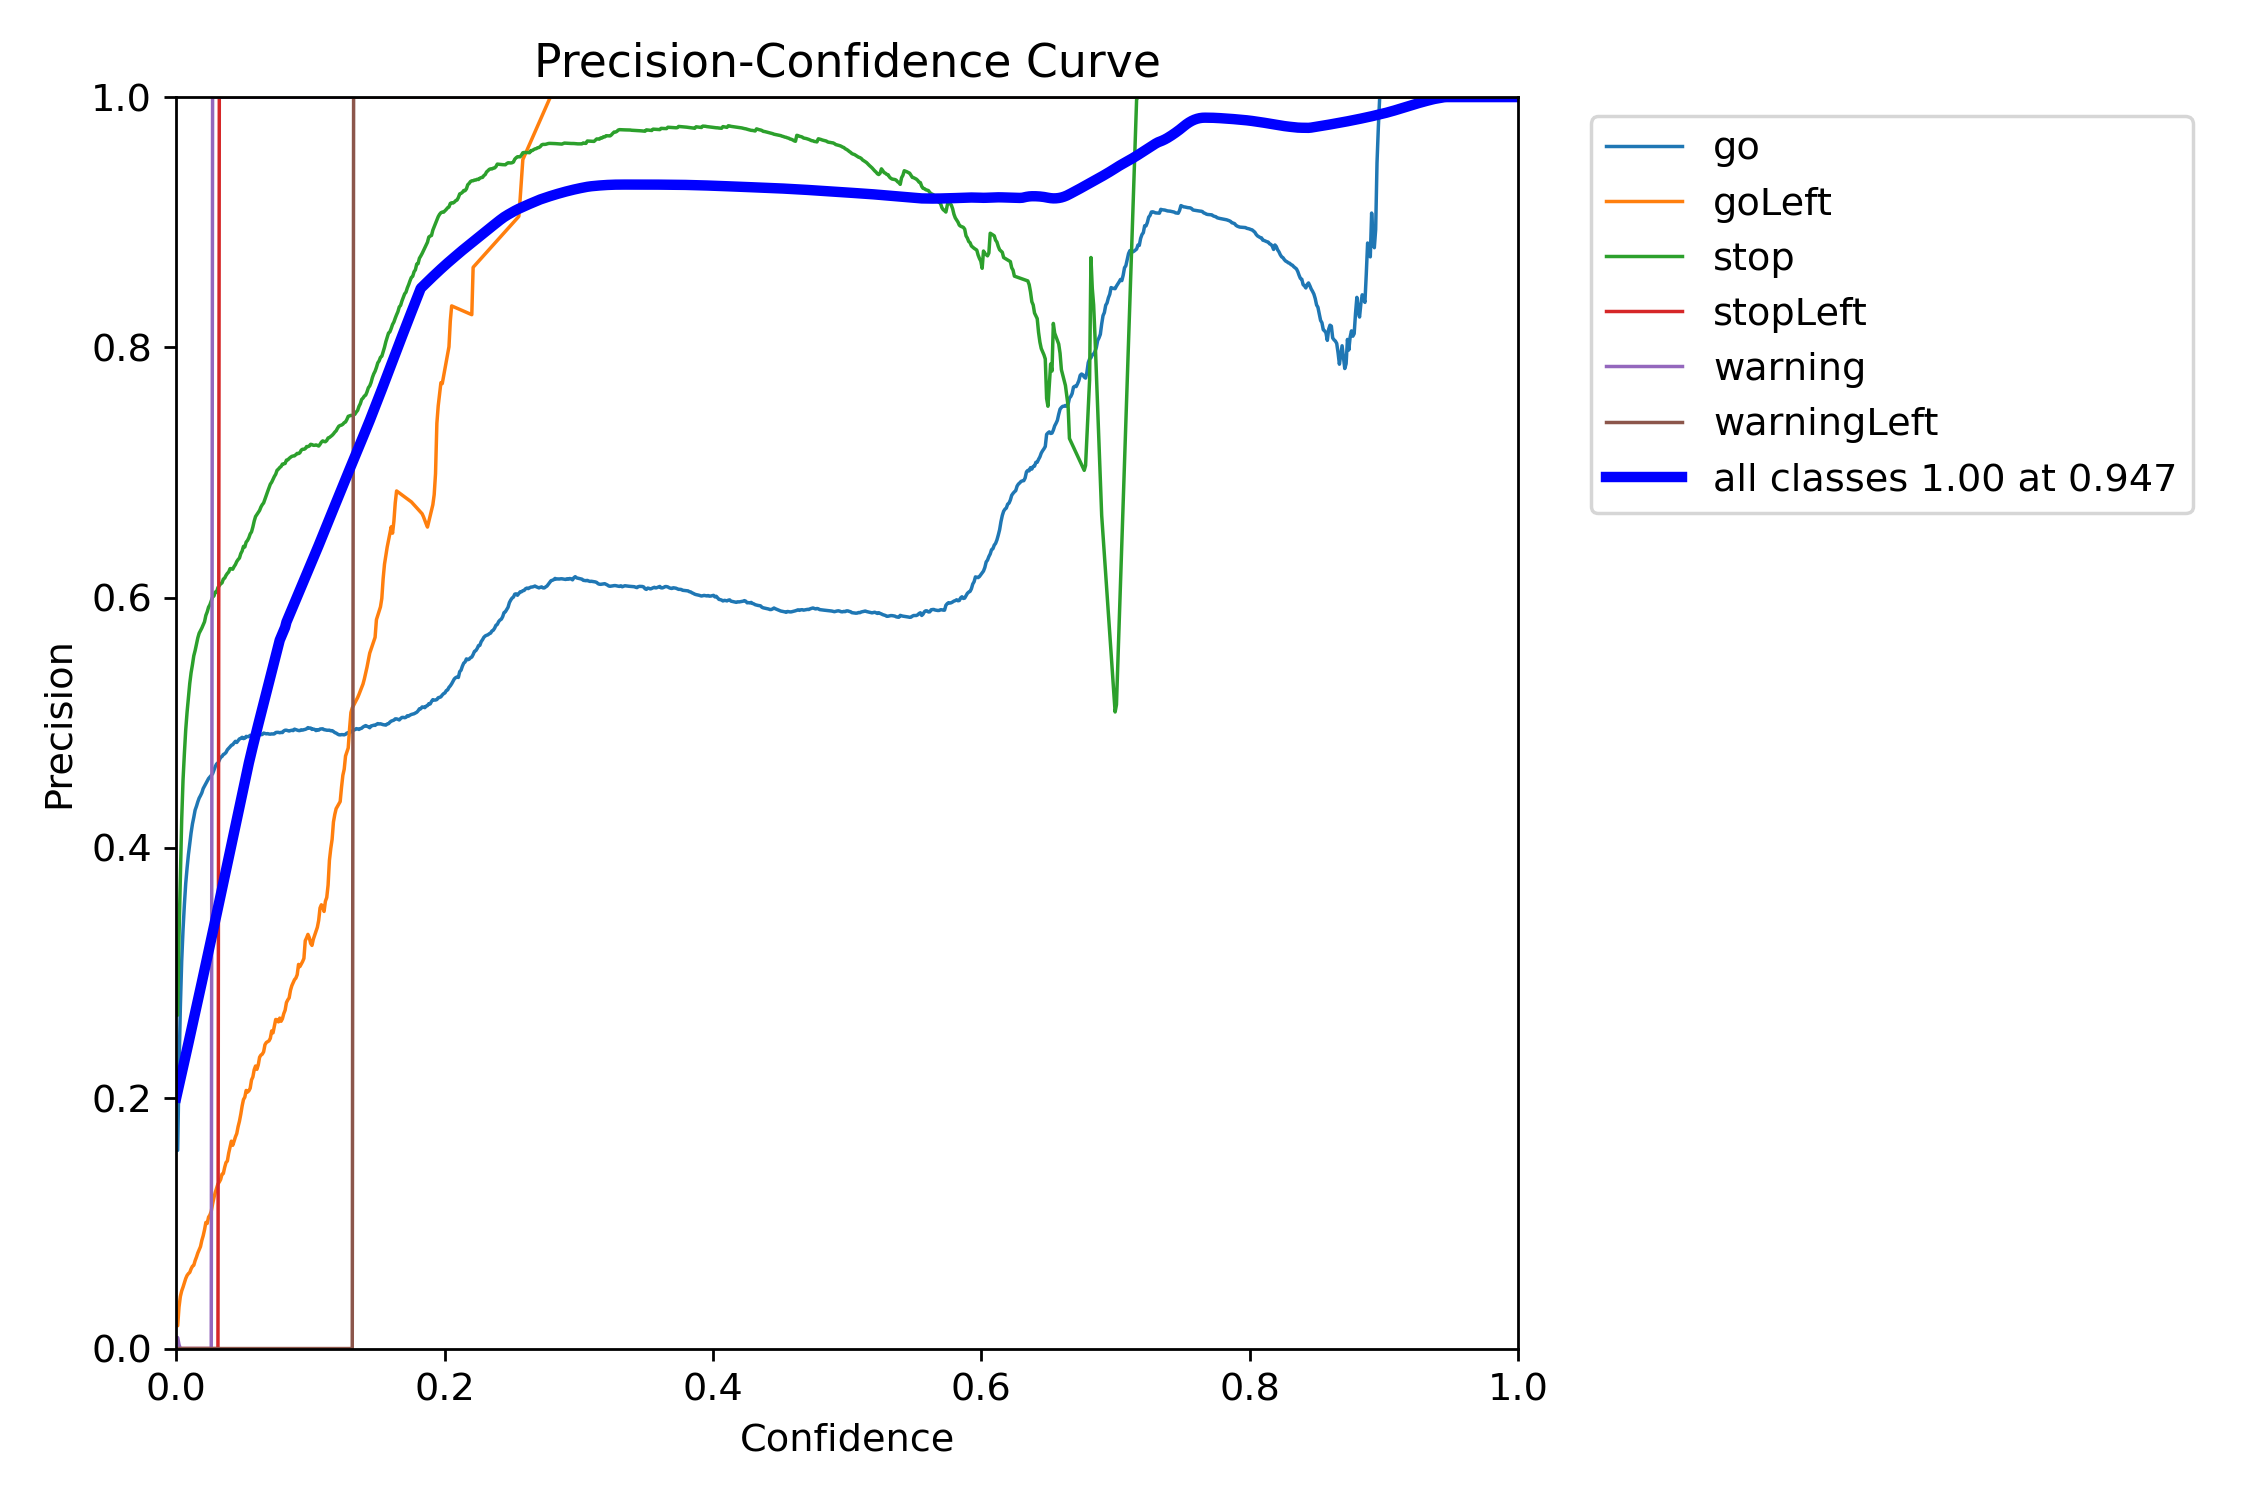 Precision-Confidence Curve
1.0
0.8
0.6
0.4
0.2
0.0
Precision
0.0 0.2 0.4 0.6 0.8 1.0
Confidence
go
goLeft
stop
stopLeft
warning
warningLeft
all classes 1.00 at 0.947